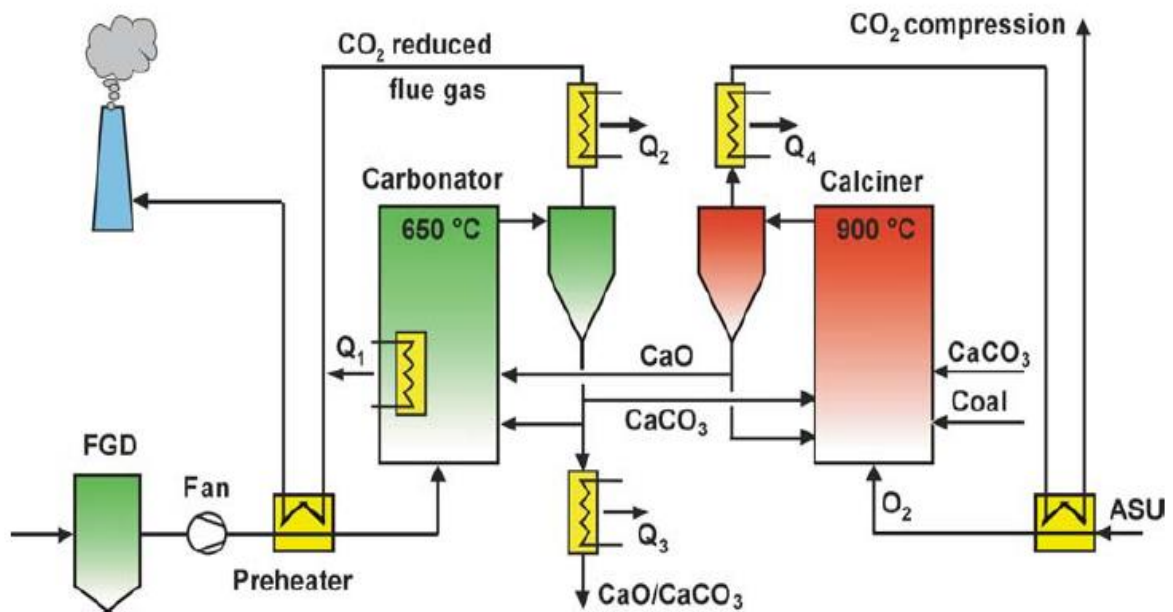 CO₂ compression
CO₂ reduced
flue gas
Q₂
Q₄
Carbonator
Calciner
650 °C
900 °C
Q₁
CaO
CaCO₃
CaCO₃
Coal
FGD
Fan
O₂
ASU
Preheater
Q₃
CaO/CaCO₃